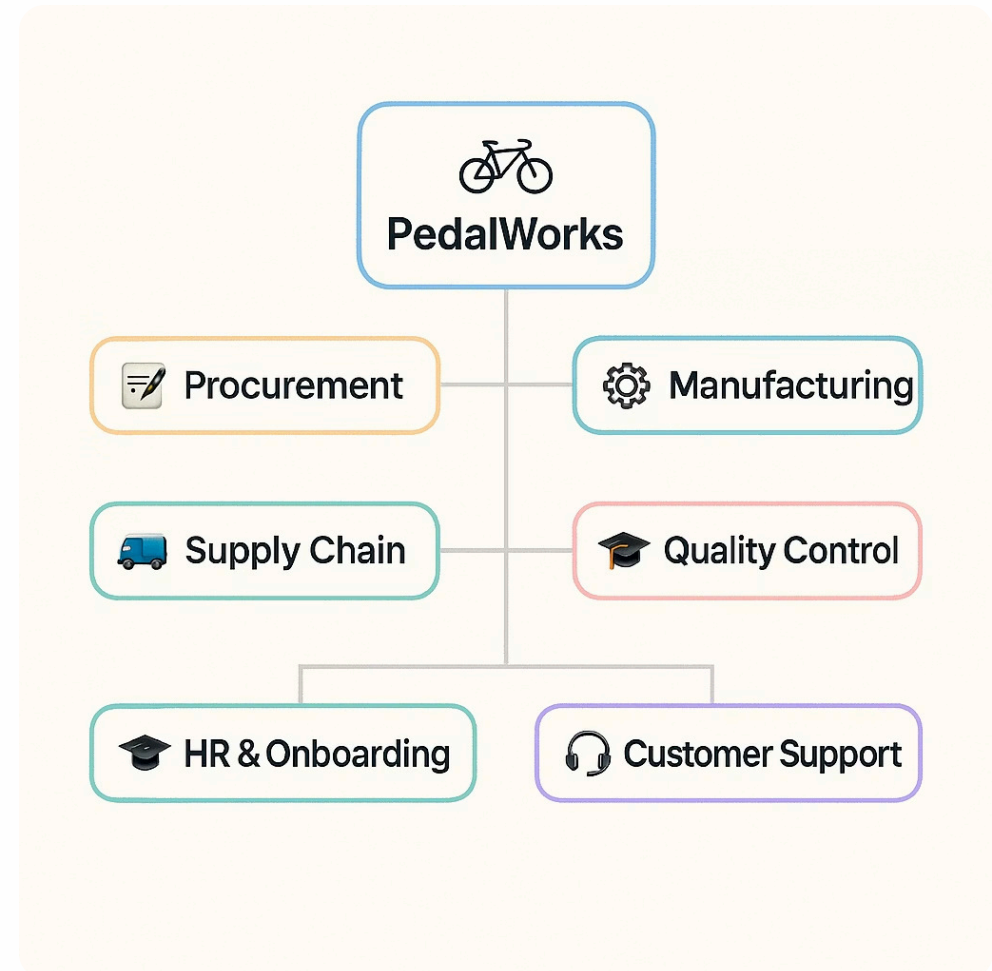 PedalWorks
Procurement
Manufacturing
Supply Chain
Quality Control
HR & Onboarding
Customer Support